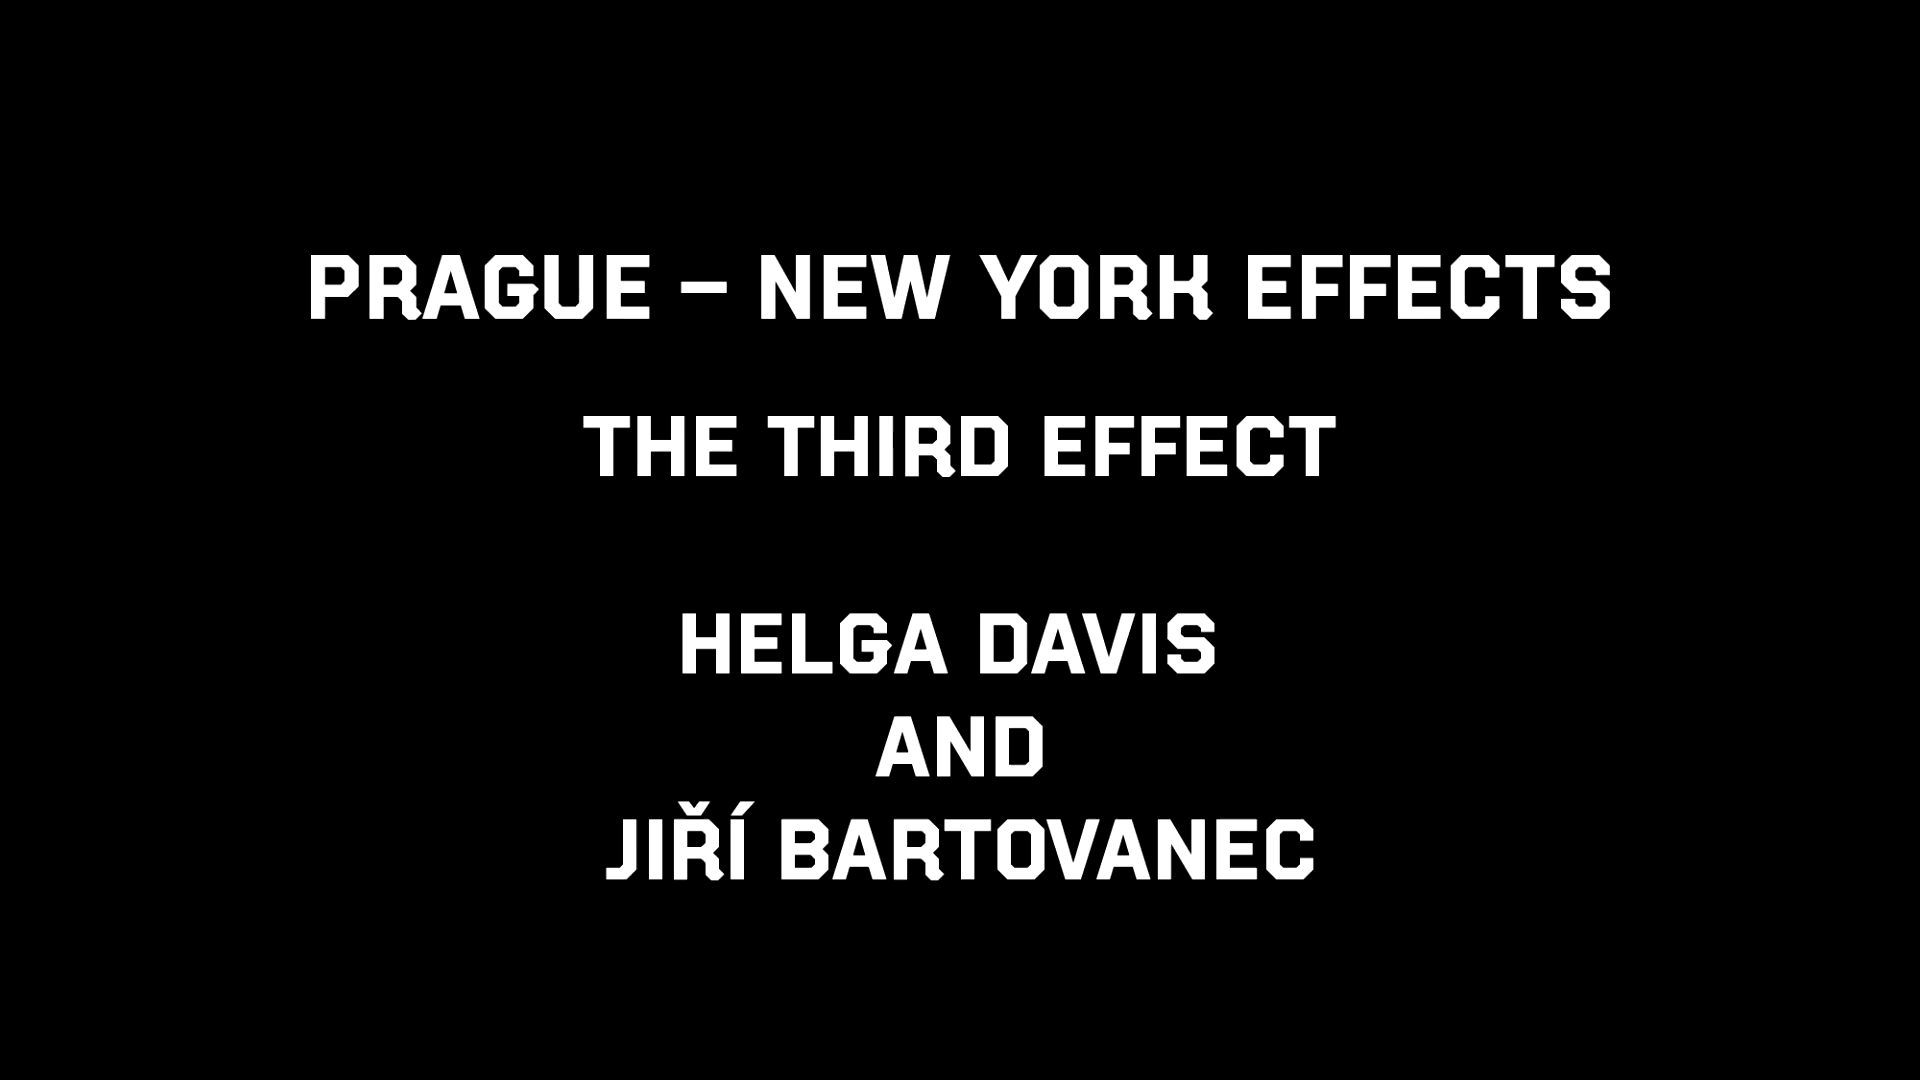 PRAGUE – NEW YORK EFFECTS
THE THIRD EFFECT
HELGA DAVIS
AND
JIŘÍ BARTOVANEC